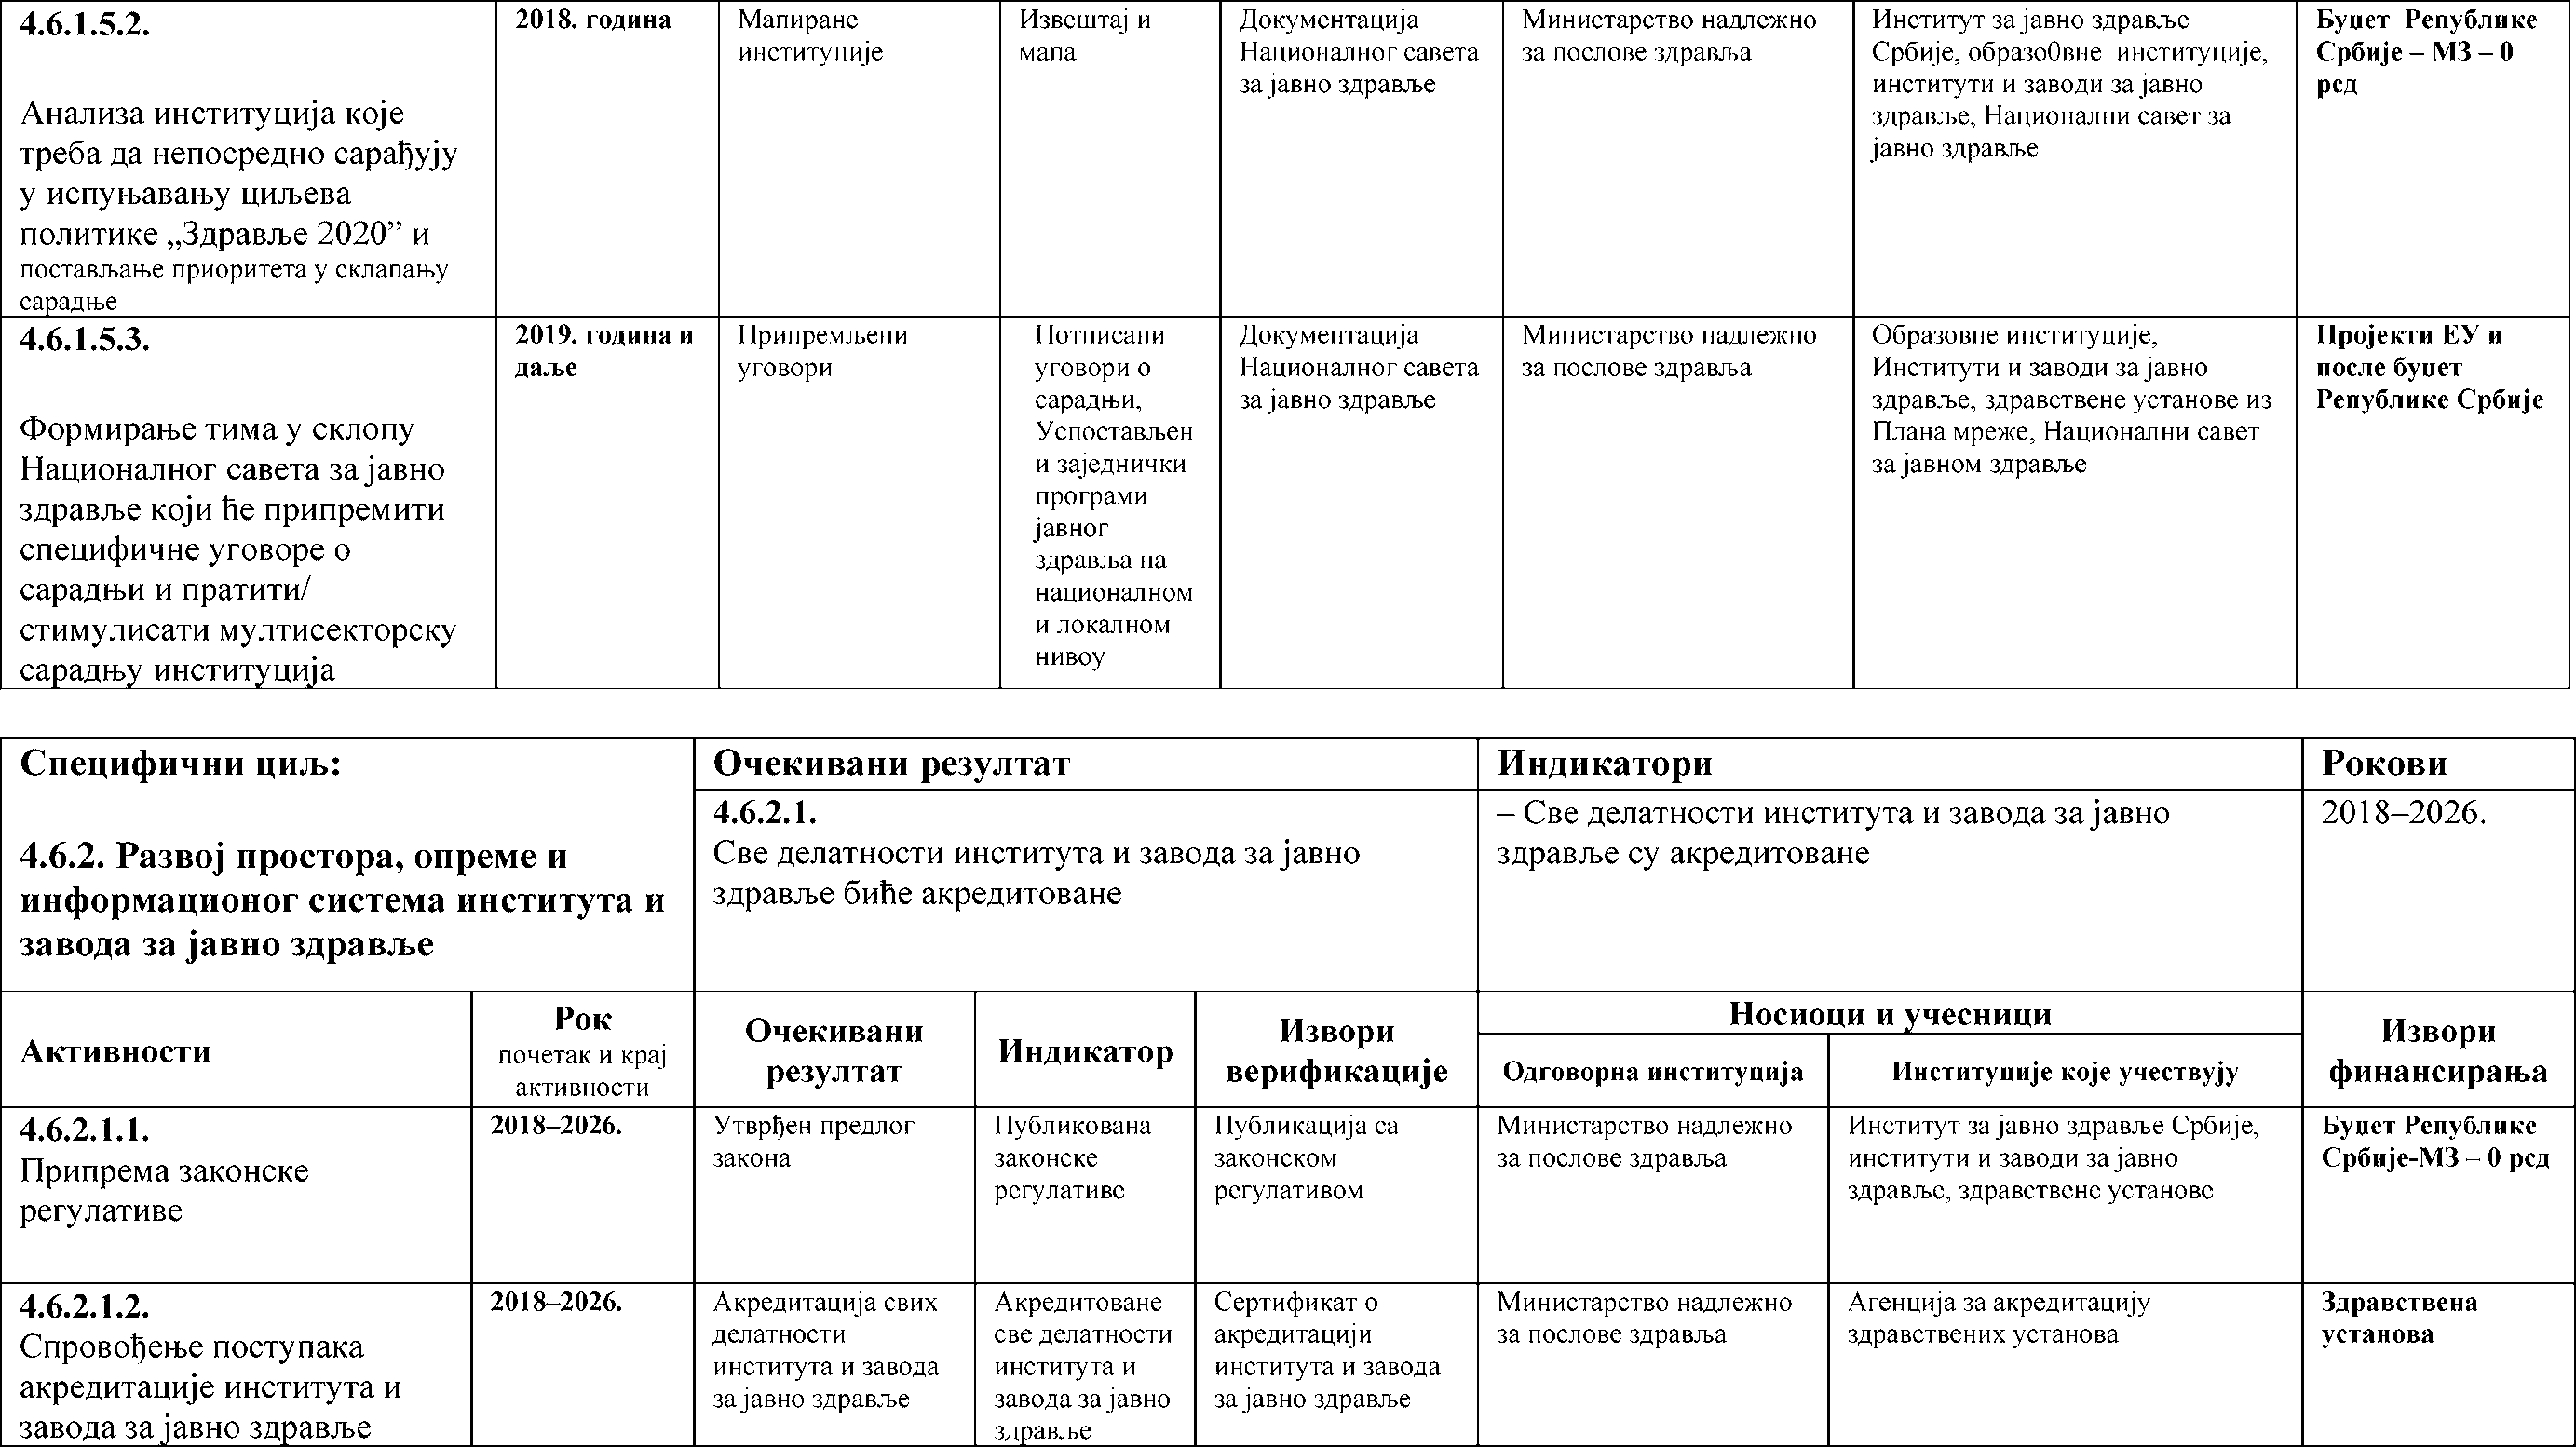 4.6.1.5.2.
Анализа институција које
треба да непосредно сарађују
у испуњавању циљева
политике „Здравље 2020” и
постављање приоритета у склапању
сарадње
2018. година
Мапиране
институције
Извештај и
мапа
Документација
Националног савета
за јавно здравље
Министарство надлежно
за послове здравља
Институт за јавно здравље
Србије, образо0вне институције,
институти и заводи за јавно
здравље, Национални савет за
јавно здравље
Буџет Републике
Србије – МЗ – 0
рсд
4.6.1.5.3.
Формирање тима у склопу
Националног савета за јавно
здравље који ће припремити
специфичне уговоре о
сарадњи и пратити/
стимулисати мултисекторску
сарадњу институција
2019. година и
даље
Припремљени
уговори
Потписани
уговори о
сарадњи,
Успостављен
и заједнички
програми
јавног
здравља на
националном
и локалном
нивоу
Документација
Националног савета
за јавно здравље
Министарство надлежно
за послове здравља
Образовне институције,
Институти и заводи за јавно
здравље, здравствене установе из
Плана мреже, Национални савет
за јавном здравље
Пројекти ЕУ и
после буџет
Републике Србије
Специфични циљ:
4.6.2. Развој простора, опреме и
информационог система института и
завода за јавно здравље
Очекивани резултат
4.6.2.1.
Све делатности института и завода за јавно
здравље биће акредитоване
Индикатори
– Све делатности института и завода за јавно
здравље су акредитоване
Рокови
2018–2026.
Активности
Рок
почетак и крај
активности
Очекивани
резултат
Индикатор
Извори
верификације
Носиоци и учесници
Одговорна институција
Институције које учествују
Извори
финансирања
4.6.2.1.1.
Припрема законске
регулативе
2018–2026.
Утврђен предлог
закона
Публикована
законске
регулативе
Публикација са
законском
регулативом
Министарство надлежно
за послове здравља
Институт за јавно здравље Србије,
институти и заводи за јавно
здравље, здравствене установе
Буџет Републике
Србије-МЗ – 0 рсд
4.6.2.1.2.
Спровођење поступака
акредитације института и
завода за јавно здравље
2018–2026.
Акредитација свих
делатности
института и завода
за јавно здравље
Акредитоване
све делатности
института и
завода за јавно
здравље
Сертификат о
акредитацији
института и завода
за јавно здравље
Министарство надлежно
за послове здравља
Агенција за акредитацију
здравствених установа
Здравствена
установа